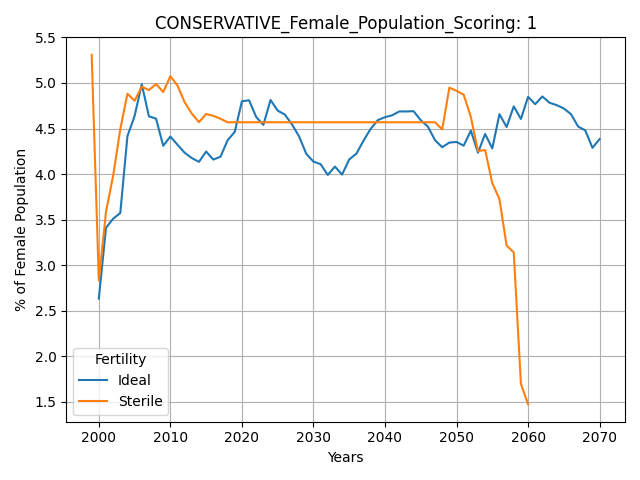 CONSERVATIVE_Female_Population_Scoring: 1
% of Female Population
5.5
5.0
4.5
4.0
3.5
3.0
2.5
2.0
1.5
Fertility
Ideal
Sterile
2000 2010 2020 2030 2040 2050 2060 2070
Years